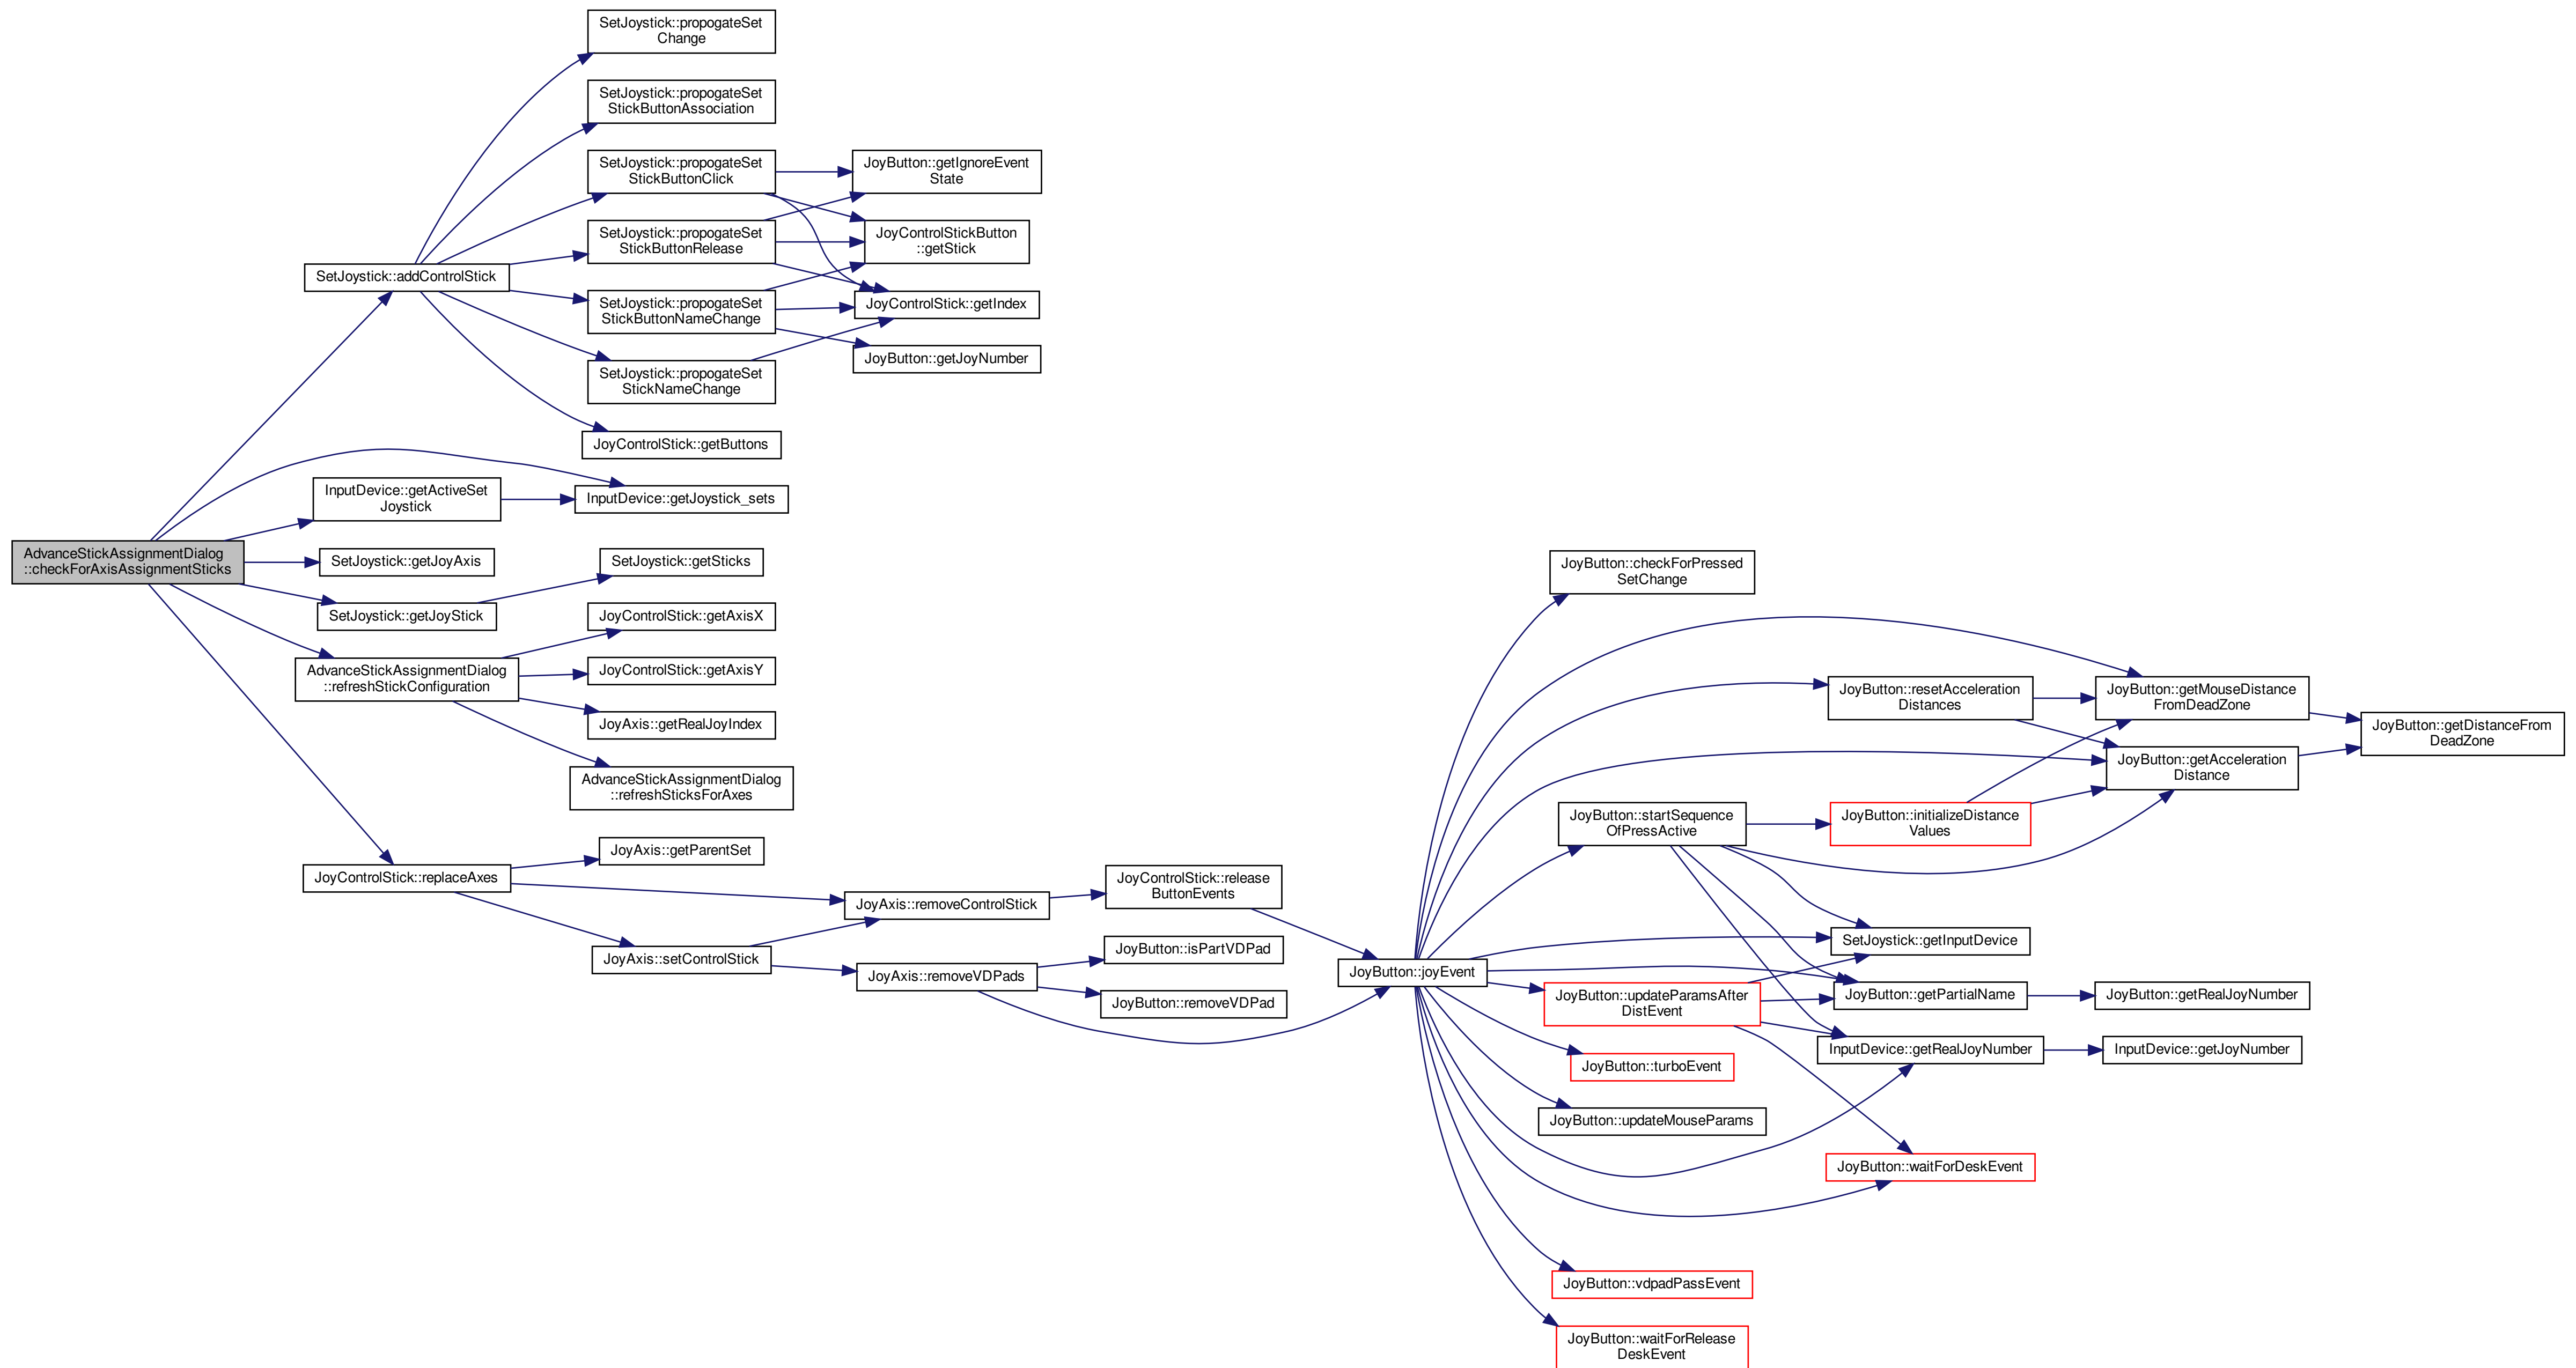 SetJoystick::propogateSet
Change
SetJoystick::propogateSet
StickButtonAssociation
SetJoystick::propogateSet
StickButtonClick
JoyButton::getIgnoreEvent
State
SetJoystick::propogateSet
StickButtonRelease
JoyControlStickButton
::getStick
SetJoystick::addControlStick
SetJoystick::propogateSet
StickButtonNameChange
JoyControlStick::getIndex
JoyButton::getJoyNumber
SetJoystick::propogateSet
StickNameChange
JoyControlStick::getButtons
InputDevice::getActiveSet
Joystick
InputDevice::getJoystick_sets
AdvanceStickAssignmentDialog
::checkForAxisAssignmentSticks
SetJoystick::getJoyAxis
SetJoystick::getSticks
SetJoystick::getJoyStick
JoyControlStick::getAxisX
AdvanceStickAssignmentDialog
::refreshStickConfiguration
JoyControlStick::getAxisY
JoyAxis::getRealJoyIndex
AdvanceStickAssignmentDialog
::refreshSticksForAxes
JoyControlStick::replaceAxes
JoyAxis::getParentSet
JoyAxis::removeControlStick
JoyControlStick::release
ButtonEvents
JoyAxis::setControlStick
JoyAxis::removeVDPads
JoyButton::isPartVDPad
JoyButton::removeVDPad
JoyButton::joyEvent
JoyButton::checkForPressed
SetChange
JoyButton::resetAcceleration
Distances
JoyButton::getMouseDistance
FromDeadZone
JoyButton::getDistanceFrom
DeadZone
JoyButton::getAcceleration
Distance
JoyButton::startSequence
OfPressActive
JoyButton::initializeDistance
Values
SetJoystick::getInputDevice
JoyButton::updateParamsAfter
DistEvent
JoyButton::getPartialName
JoyButton::getRealJoyNumber
JoyButton::turboEvent
InputDevice::getRealJoyNumber
InputDevice::getJoyNumber
JoyButton::updateMouseParams
JoyButton::waitForDeskEvent
JoyButton::vdpadPassEvent
JoyButton::waitForRelease
DeskEvent